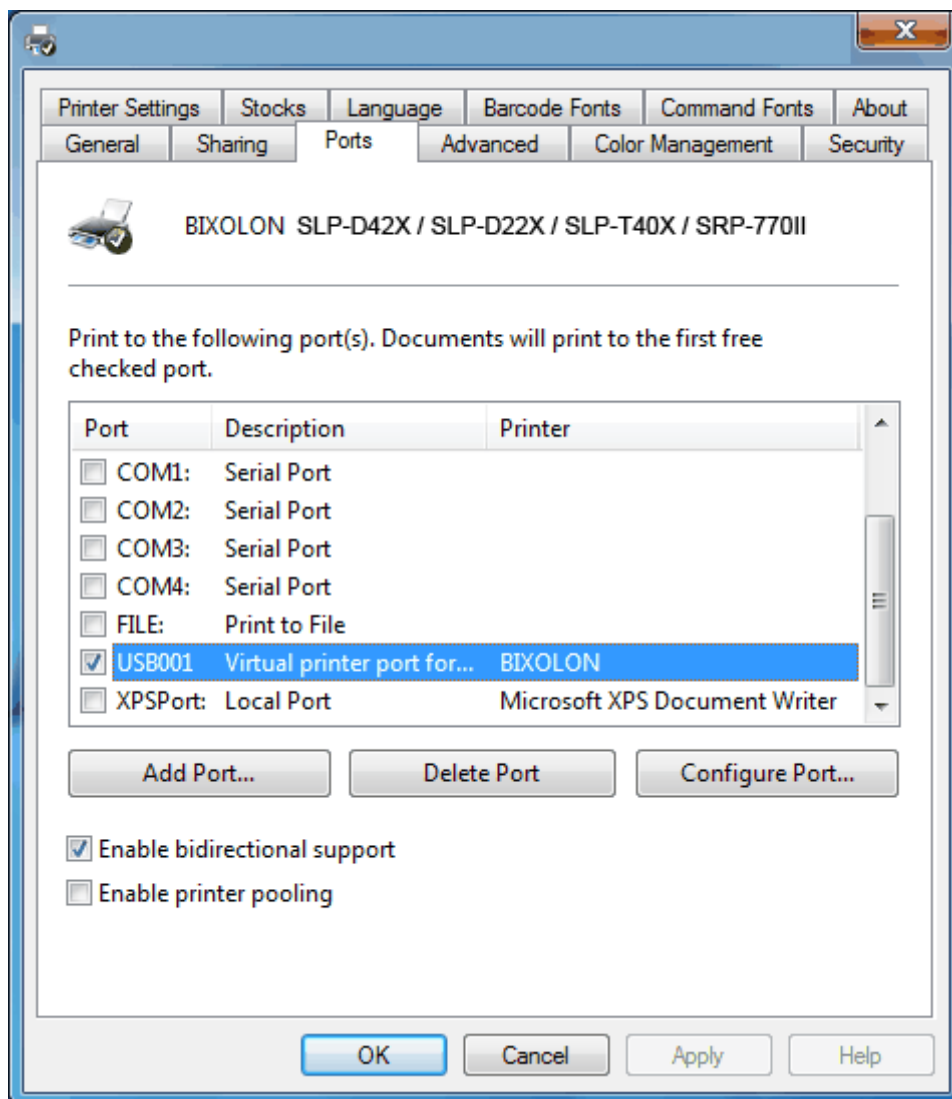 Printer Settings Stocks Language Barcode Fonts Command Fonts About
General Sharing Ports Advanced Color Management Security
BIXOLON SLP-D42X / SLP-D22X / SLP-T40X / SRP-770II
Print to the following port(s). Documents will print to the first free
checked port.
Port Description Printer
COM1: Serial Port
COM2: Serial Port
COM3: Serial Port
COM4: Serial Port
FILE: Print to File
USB001 Virtual printer port for... BIXOLON
XPSPort: Local Port Microsoft XPS Document Writer
Add Port... Delete Port Configure Port...
Enable bidirectional support
Enable printer pooling
OK Cancel Apply Help